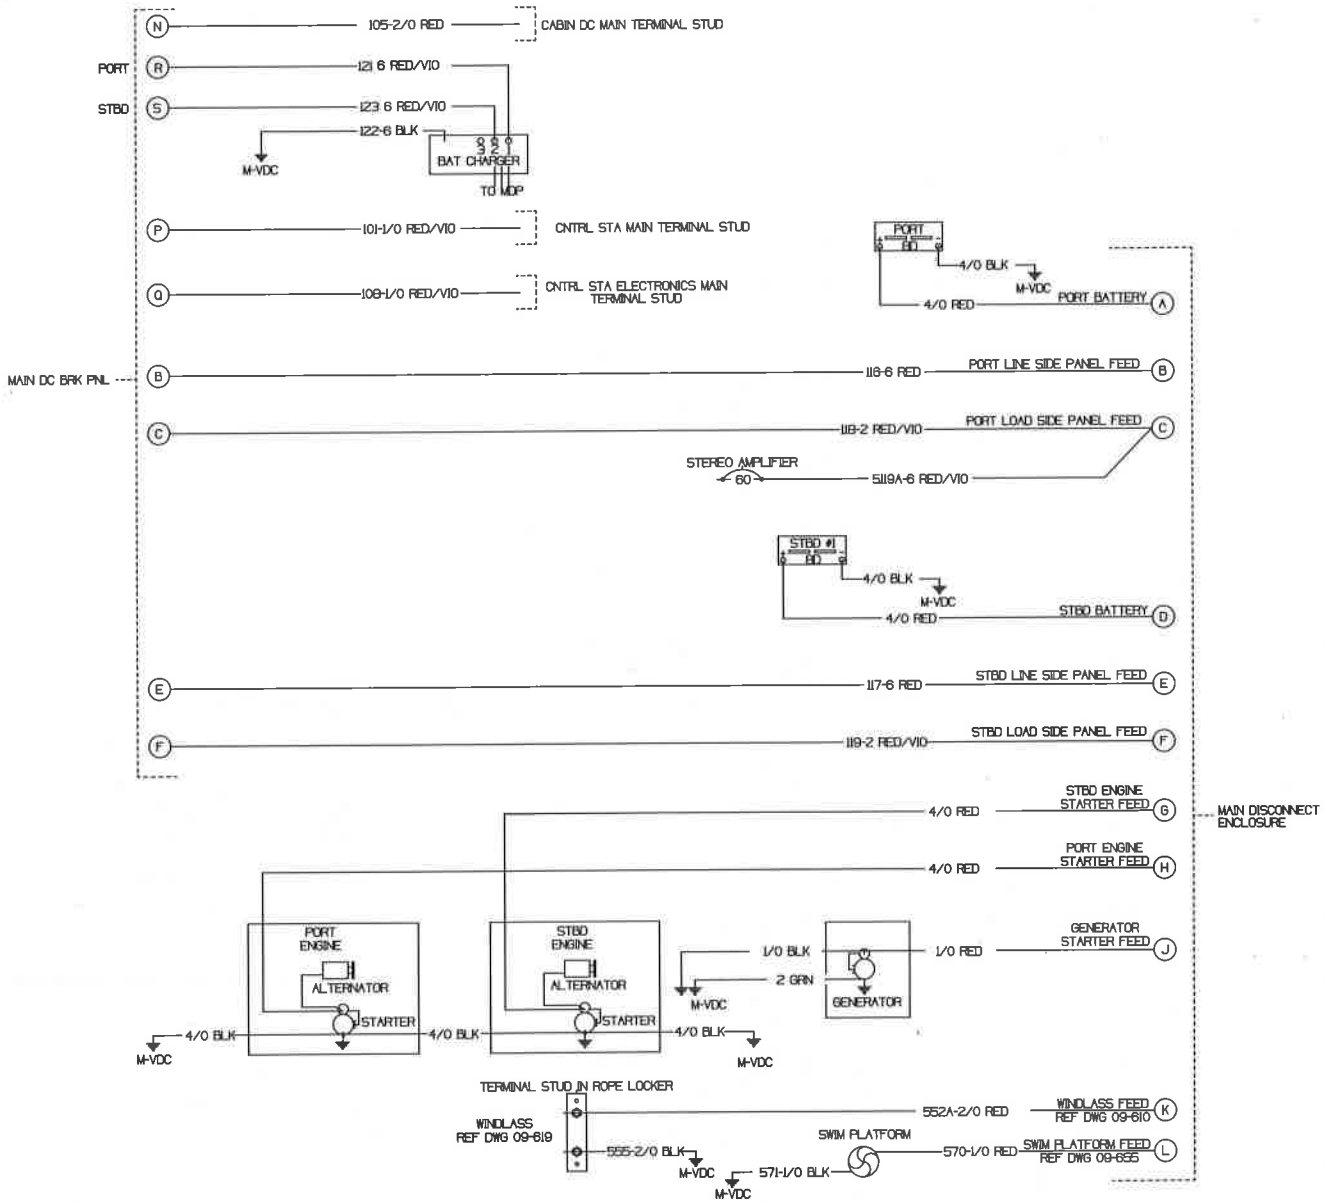 N 105-2/0 RED CABIN DC MAIN TERMINAL STUD
PORT R 121 6 RED/VIO
STBD S 123 6 RED/VIO
122-6 BLK
M-VDC
3 2 1
BAT CHARGER
TO MDP
P 101-1/0 RED/VIO CNTRL STA MAIN TERMINAL STUD
PORT
+ -
8D
4/0 BLK
M-VDC
Q 108-1/0 RED/VIO CNTRL STA ELECTRONICS MAIN
TERMINAL STUD
4/0 RED PORT BATTERY A
MAIN DC BRK PNL
B 116-6 RED PORT LINE SIDE PANEL FEED B
C 118-2 RED/VIO PORT LOAD SIDE PANEL FEED C
STEREO AMPLIFIER
60 5119A-6 RED/VIO
STBD #1
+ -
8D
4/0 BLK
M-VDC
4/0 RED STBD BATTERY D
E 117-6 RED STBD LINE SIDE PANEL FEED E
F 119-2 RED/VIO STBD LOAD SIDE PANEL FEED F
STBD ENGINE
4/0 RED STARTER FEED G
MAIN DISCONNECT
ENCLOSURE
PORT ENGINE
4/0 RED STARTER FEED H
PORT
ENGINE
ALTERNATOR
STARTER
STBD
ENGINE
ALTERNATOR
STARTER
GENERATOR
1/0 BLK 1/0 RED STARTER FEED J
2 GRN
M-VDC
GENERATOR
4/0 BLK 4/0 BLK 4/0 BLK
M-VDC M-VDC
TERMINAL STUD IN ROPE LOCKER
WINDLASS
REF DWG 09-619
552A-2/0 RED WINDLASS FEED K
REF DWG 09-610
555-2/0 BLK
M-VDC
SWIM PLATFORM
570-1/0 RED SWIM PLATFORM FEED L
REF DWG 09-655
571-1/0 BLK
M-VDC